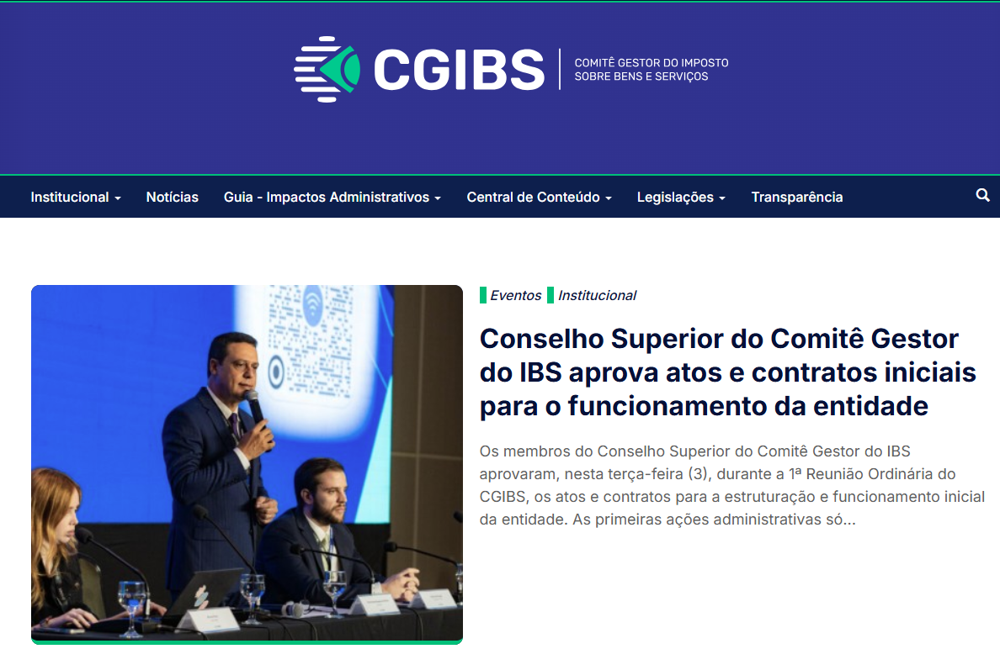 CGIBS
COMITÊ GESTOR DO IMPOSTO
SOBRE BENS E SERVIÇOS
Institucional
Notícias
Guia - Impactos Administrativos
Central de Conteúdo
Legislações
Transparência
Eventos
Institucional
Conselho Superior do Comitê Gestor
do IBS aprova atos e contratos iniciais
para o funcionamento da entidade
Os membros do Conselho Superior do Comitê Gestor do IBS
aprovaram, nesta terça-feira (3), durante a 1ª Reunião Ordinária do
CGIBS, os atos e contratos para a estruturação e funcionamento inicial
da entidade. As primeiras ações administrativas só...